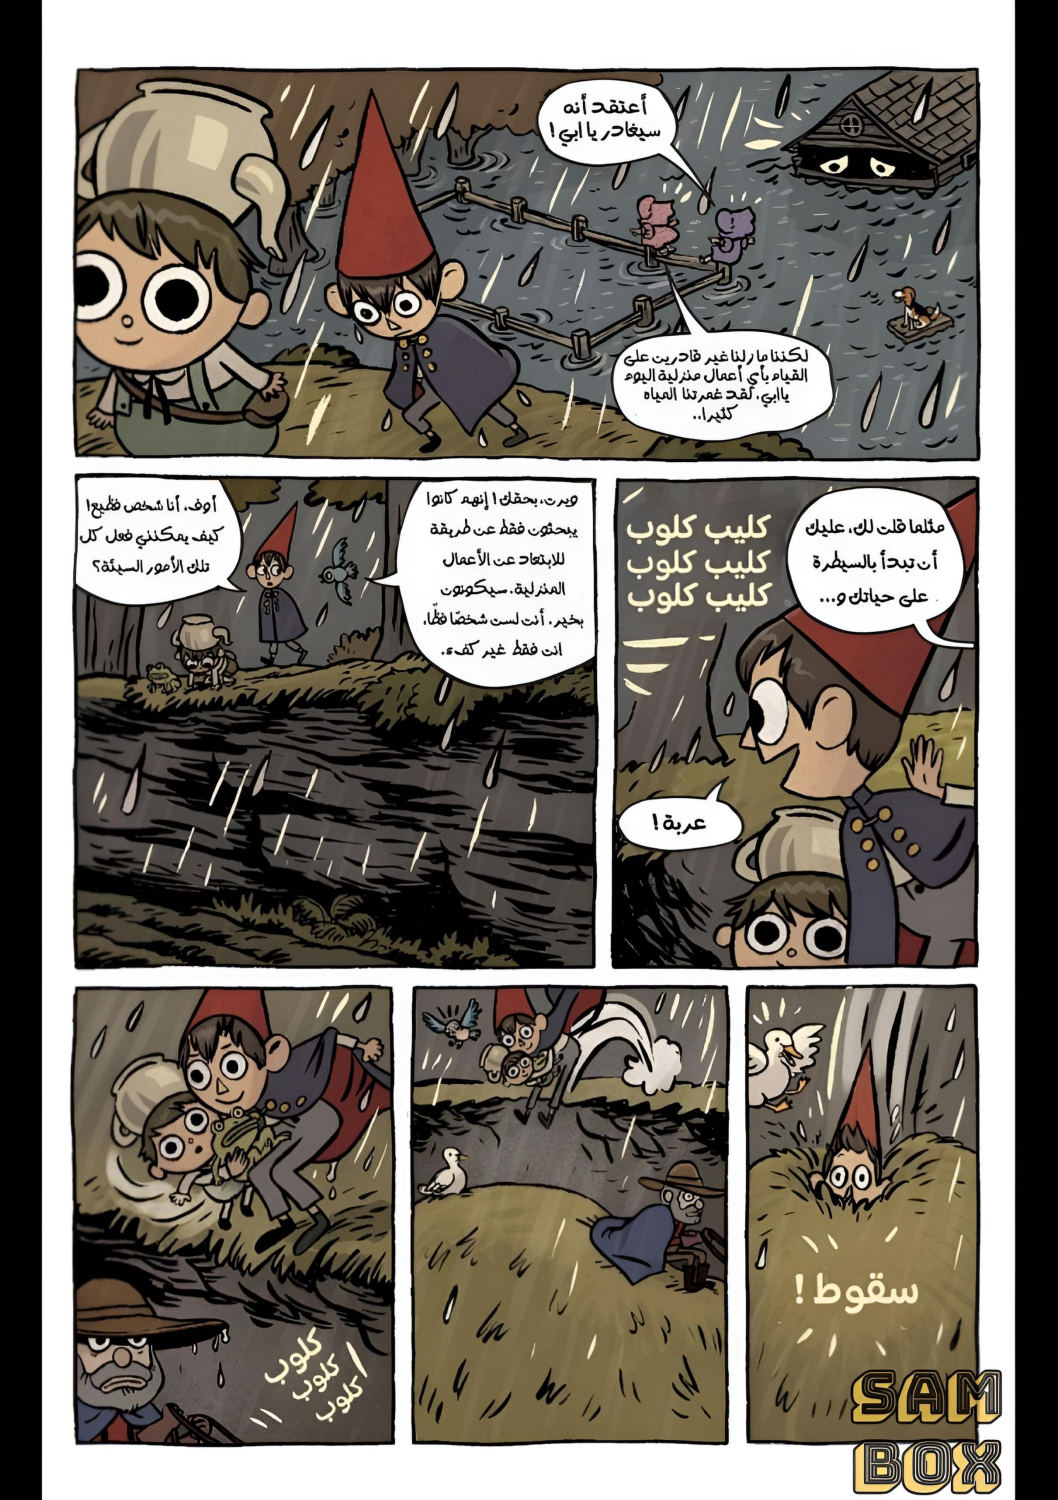 أعتقد أنه
سيغادر يا ابي!
لكننا ما زلنا غير قادرين على
القيام بأي أعمال منزلية اليوم
يا ابي. لقد غمرتنا المياه
كثيرا..
مثلما قلت لك، عليك
أن تبدأ بالسيطرة
على حياتك و...
كليب كلوب
كليب كلوب
كليب كلوب
عربة!
أوف، أنا شخص فظيع!
كيف يمكنني فعل كل
تلك الأمور السيئة؟
ويرت، بحقك! إنهم كانوا
يبحثون فقط عن طريقة
للابتعاد عن الأعمال
المنزلية. سيكونون
بخير. أنت لست شخصًا فظًا،
انت فقط غير كفء.
كلوب
كلوب
كلوب
سقوط!
SAM
BOX